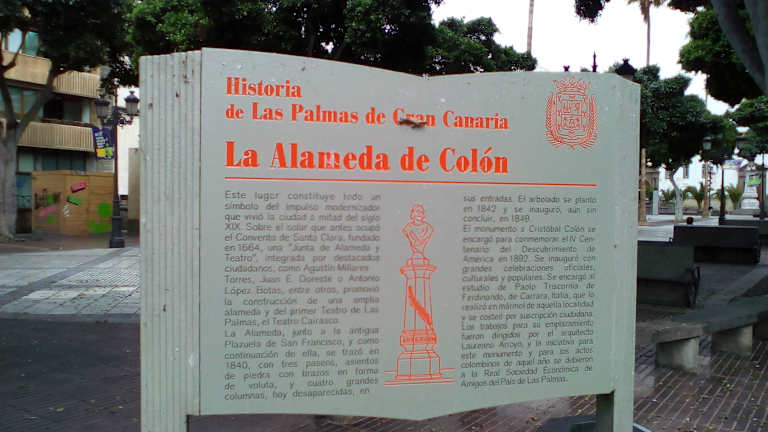 Historia
de Las Palmas de Gran Canaria
La Alameda de Colón
Este lugar constituye todo un
símbolo del impulso modernizador
que vivió la ciudad a mitad del siglo
XIX. Sobre el solar que antes ocupó
el Convento de Santa Clara, fundado
en 1664, una "Junta de Alameda y
Teatro", integrada por destacados
ciudadanos, como Agustín Millares
Torres, Juan E. Doreste o Antonio
López Botas, entre otros, promovió
la construcción de una amplia
alameda y del primer Teatro de Las
Palmas, el Teatro Cairasco.
La Alameda, junto a la antigua
Plazuela de San Francisco, y como
continuación de ella, se trazó en
1840, con tres paseos, asientos
de piedra con brazos en forma
de voluta, y cuatro grandes
columnas, hoy desaparecidas, en
sus entradas. El arbolado se plantó
en 1842 y se inauguró, aún sin
concluir, en 1849.
El monumento a Cristóbal Colón se
encargó para conmemorar el IV Cen-
tenario del Descubrimiento de
América en 1892. Se inauguró con
grandes celebraciones oficiales,
culturales y populares. Se encargó al
estudio de Paolo Triscornia de
Ferdinando, de Carrara, Italia, que lo
realizó en mármol de aquella localidad
y se costeó por suscripción ciudadana.
Los trabajos para su emplazamiento
fueron dirigidos por el arquitecto
Laureano Arroyo, y la iniciativa para
este monumento y para los actos
colombinos de aquel año se debieron
a la Real Sociedad Económica de
Amigos del País de Las Palmas.